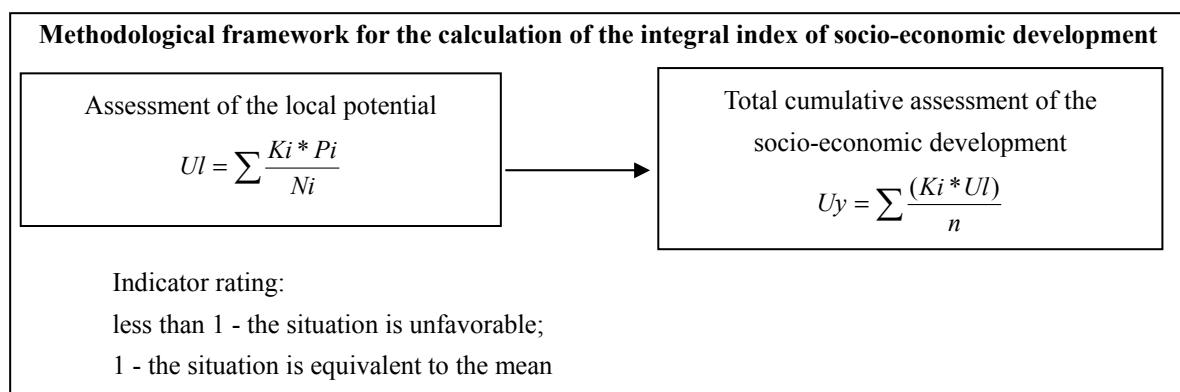 Methodological framework for the calculation of the integral index of socio-economic development
Assessment of the local potential
Ul = ∑ Ki * Pi / Ni
Total cumulative assessment of the
socio-economic development
Uy = ∑ (Ki * Ul) / n
Indicator rating:
less than 1 - the situation is unfavorable;
1 - the situation is equivalent to the mean